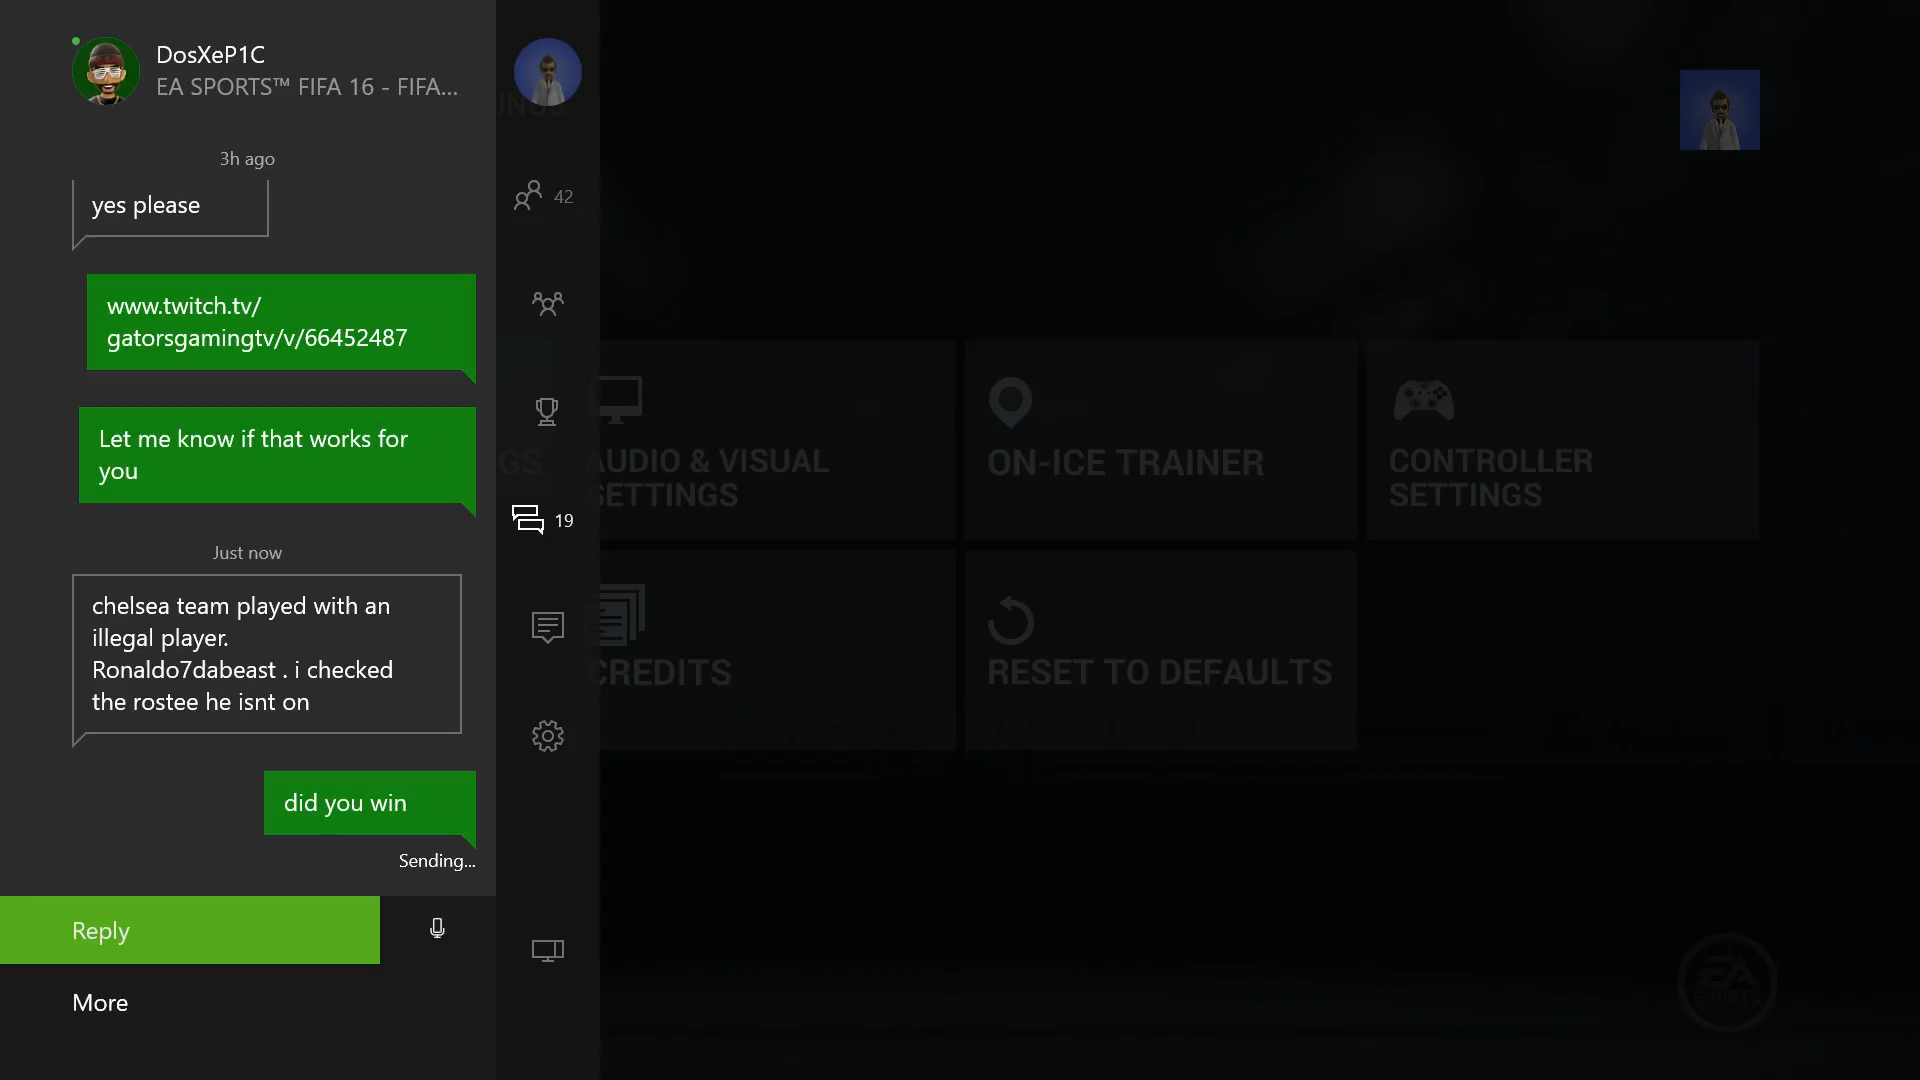 DosXeP1C
EA SPORTS™ FIFA 16 - FIFA...
3h ago
yes please
www.twitch.tv/
gatorsgamingtv/v/66452487
Let me know if that works for
you
Just now
chelsea team played with an
illegal player.
Ronaldo7dabeast . i checked
the rostee he isnt on
did you win
Sending...
Reply
More
42
19
AUDIO & VISUAL
SETTINGS
ON-ICE TRAINER
CONTROLLER
SETTINGS
CREDITS
RESET TO DEFAULTS
EA
SPORTS